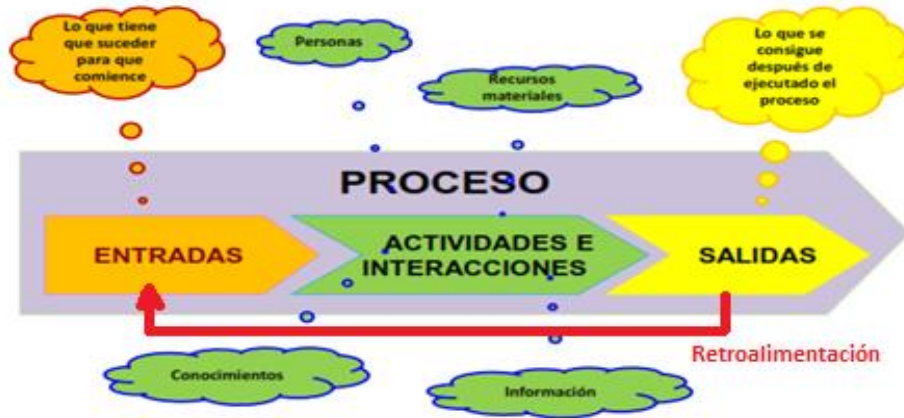 Lo que tiene
que suceder
para que
comience
Personas
Recursos
materiales
Lo que se
consigue
después de
ejecutado el
proceso
PROCESO
ENTRADAS
ACTIVIDADES E
INTERACCIONES
SALIDAS
Retroalimentación
Conocimientos
Información